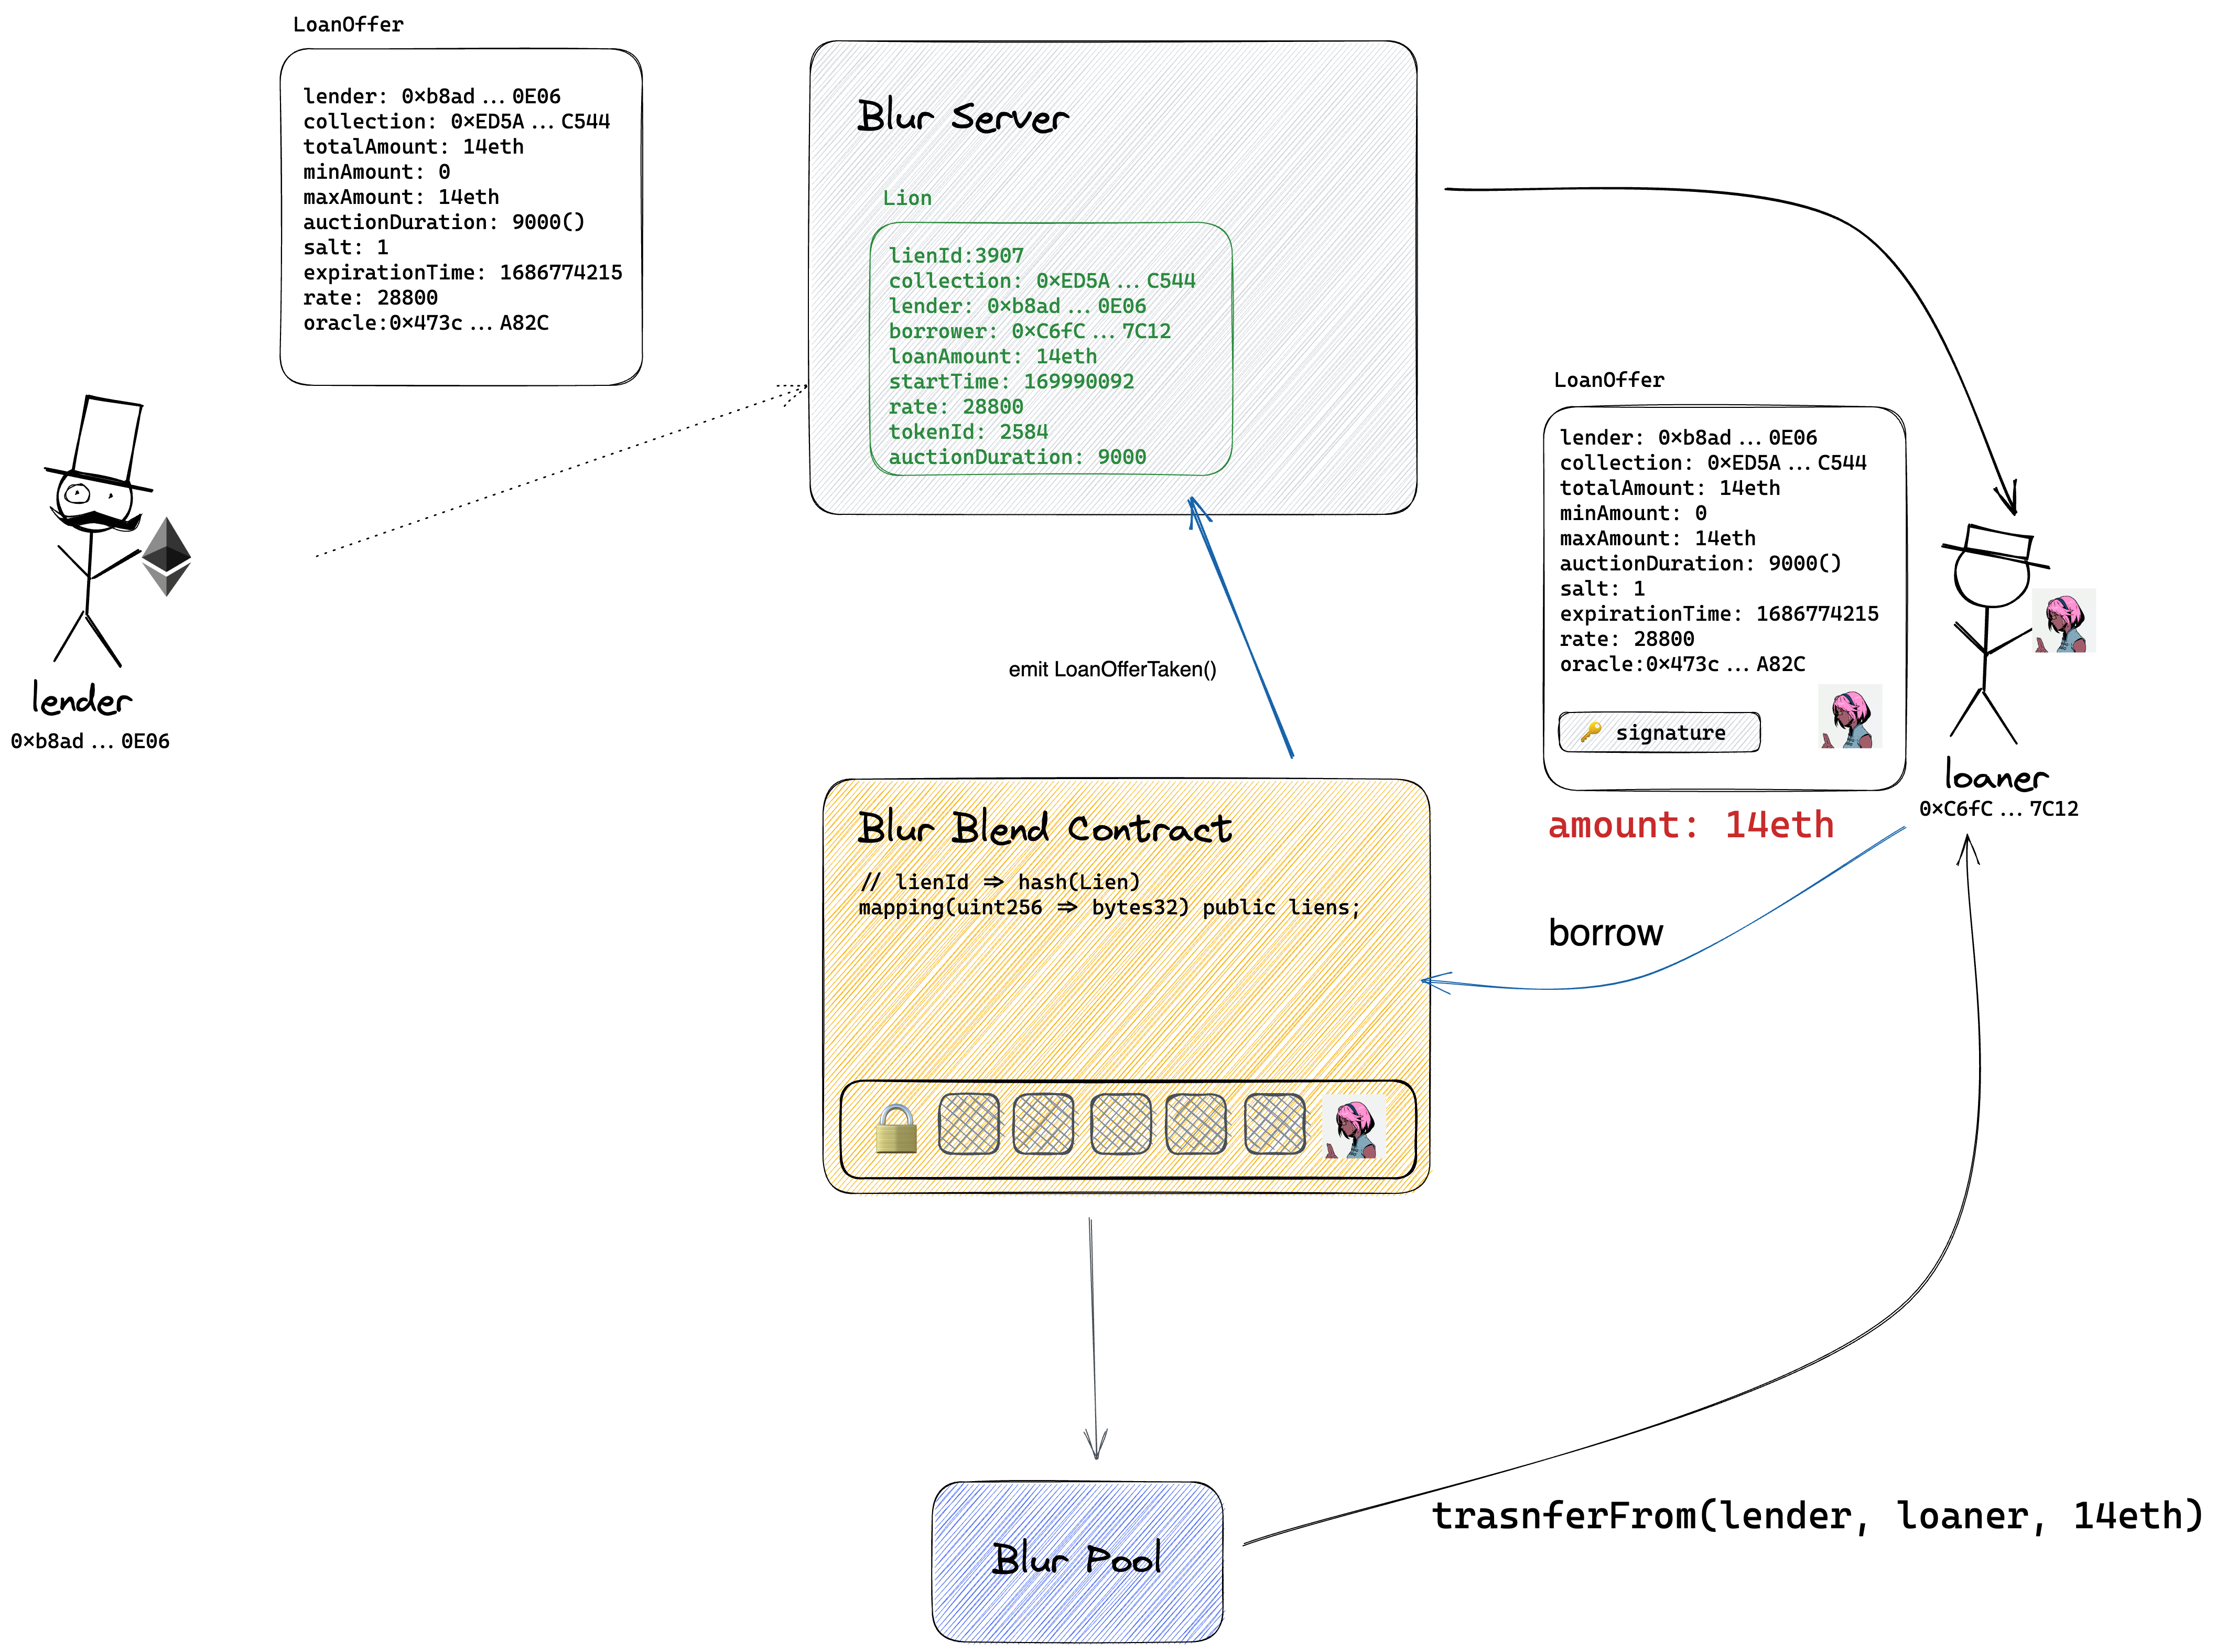 LoanOffer
lender: 0×b8ad...0E06
collection: 0×ED5A...C544
totalAmount: 14eth
minAmount: 0
maxAmount: 14eth
auctionDuration: 9000()
salt: 1
expirationTime: 1686774215
rate: 28800
oracle:0×473c...A82C
lender
0×b8ad...0E06
Blur Server
Lion
lienId:3907
collection: 0×ED5A...C544
lender: 0×b8ad...0E06
borrower: 0×C6fC...7C12
loanAmount: 14eth
startTime: 169990092
rate: 28800
tokenId: 2584
auctionDuration: 9000
emit LoanOfferTaken()
LoanOffer
lender: 0×b8ad...0E06
collection: 0×ED5A...C544
totalAmount: 14eth
minAmount: 0
maxAmount: 14eth
auctionDuration: 9000()
salt: 1
expirationTime: 1686774215
rate: 28800
oracle:0×473c...A82C
🔑 signature
loaner
0×C6fC...7C12
amount: 14eth
borrow
Blur Blend Contract
// lienId ⇒ hash(Lien)
mapping(uint256 ⇒ bytes32) public liens;
Blur Pool
trasnferFrom(lender, loaner, 14eth)